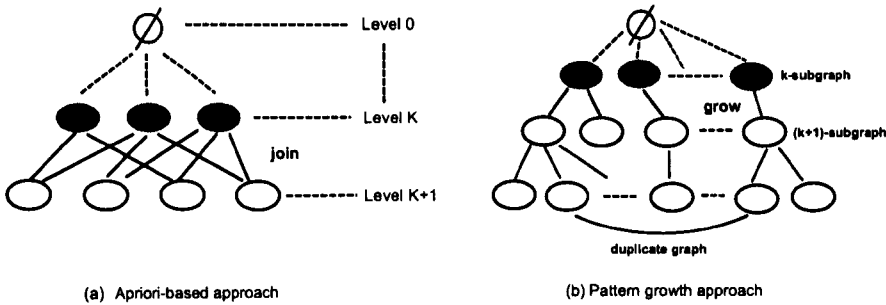 Level 0
Level K
join
Level K+1
(a) Apriori-based approach
k-subgraph
grow
(k+1)-subgraph
duplicate graph
(b) Pattern growth approach